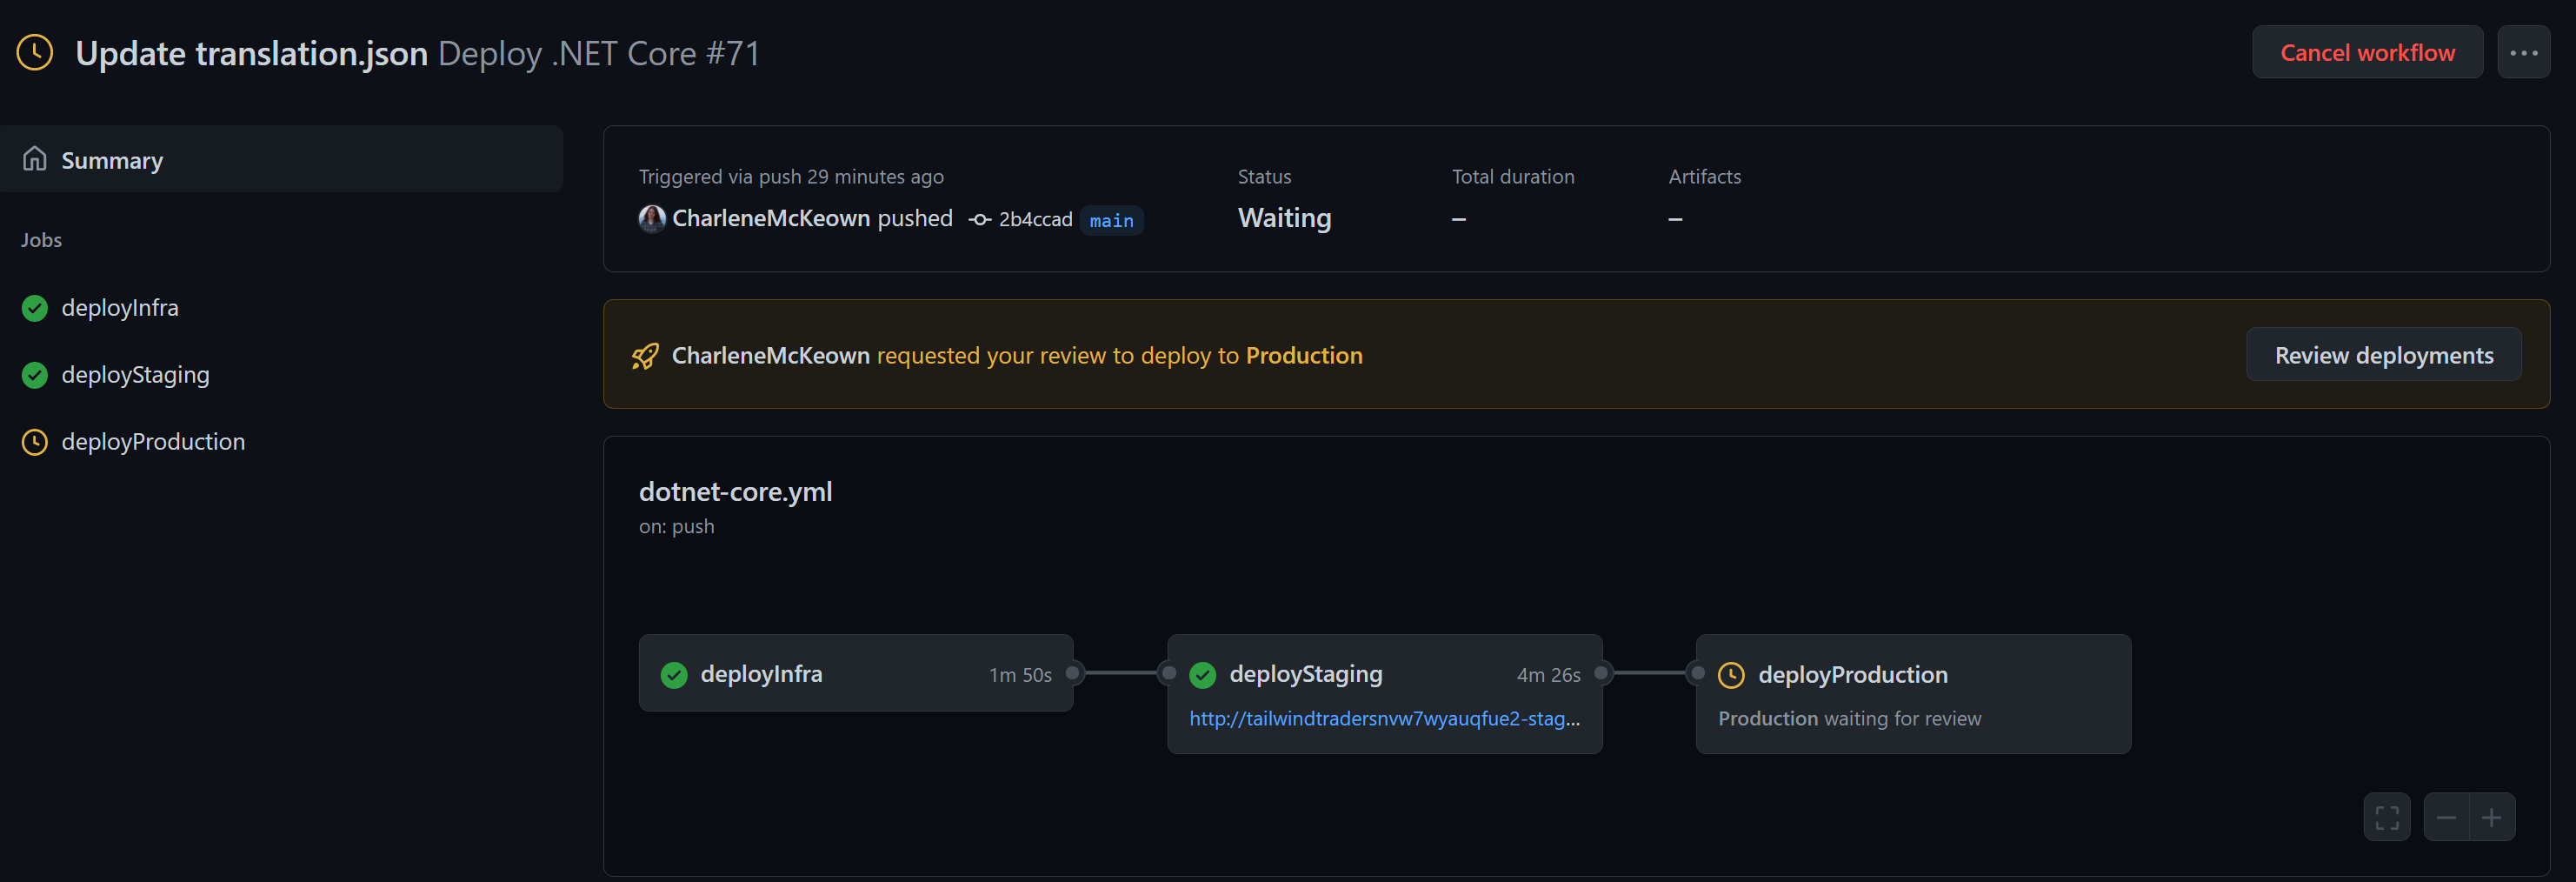 Update translation.json Deploy .NET Core #71
Cancel workflow
Summary
Jobs
deployInfra
deployStaging
deployProduction
Triggered via push 29 minutes ago
CharleneMcKeown pushed 2b4ccad main
Status
Waiting
Total duration
–
Artifacts
–
CharleneMcKeown requested your review to deploy to Production
Review deployments
dotnet-core.yml
on: push
deployInfra 1m 50s
deployStaging 4m 26s
http://tailwindtradersnvw7wyauqfue2-stag...
deployProduction
Production waiting for review